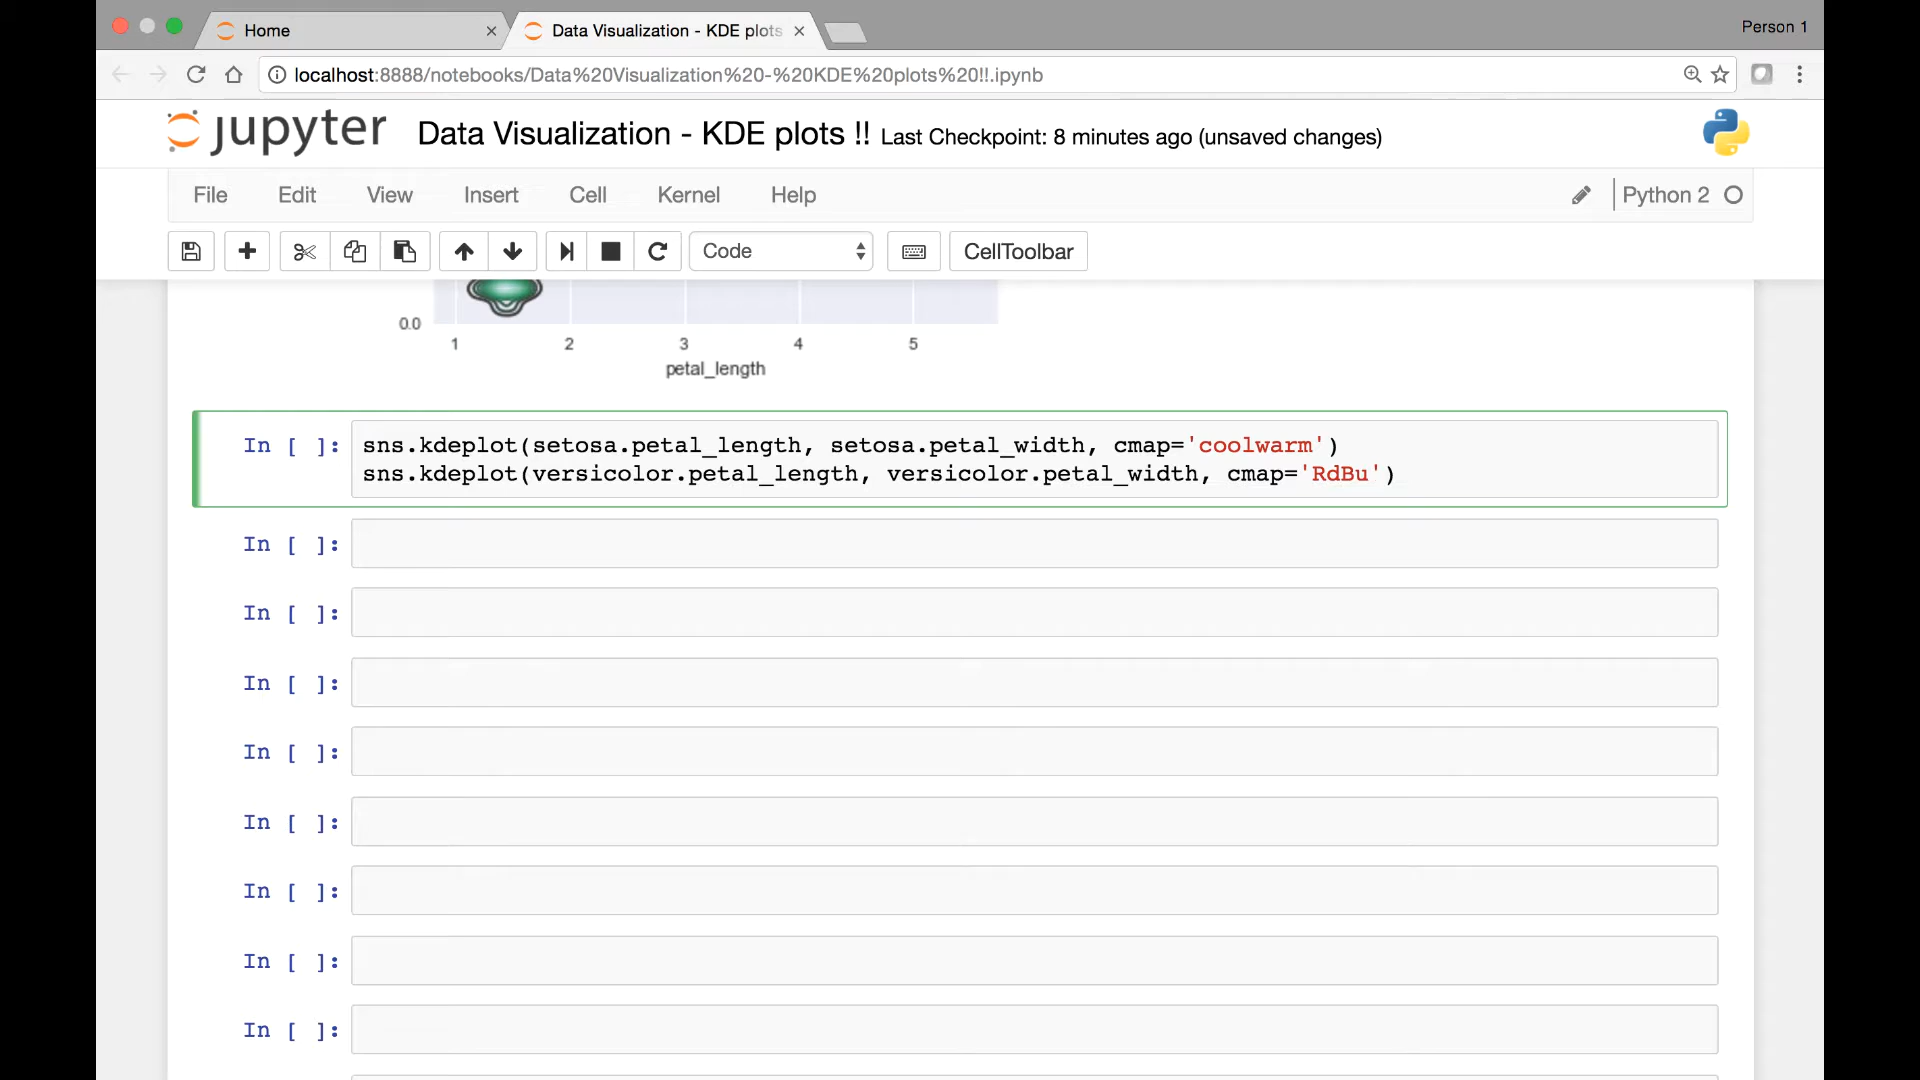 Home
Data Visualization - KDE plots
Person 1
localhost:8888/notebooks/Data%20Visualization%20-%20KDE%20plots%20!!.ipynb
jupyter Data Visualization - KDE plots !! Last Checkpoint: 8 minutes ago (unsaved changes)
File Edit View Insert Cell Kernel Help Python 2
Code CellToolbar
0.0
1 2 3 4 5
petal_length
In [ ]: sns.kdeplot(setosa.petal_length, setosa.petal_width, cmap='coolwarm')
sns.kdeplot(versicolor.petal_length, versicolor.petal_width, cmap='RdBu')
In [ ]:
In [ ]:
In [ ]:
In [ ]:
In [ ]:
In [ ]:
In [ ]:
In [ ]: